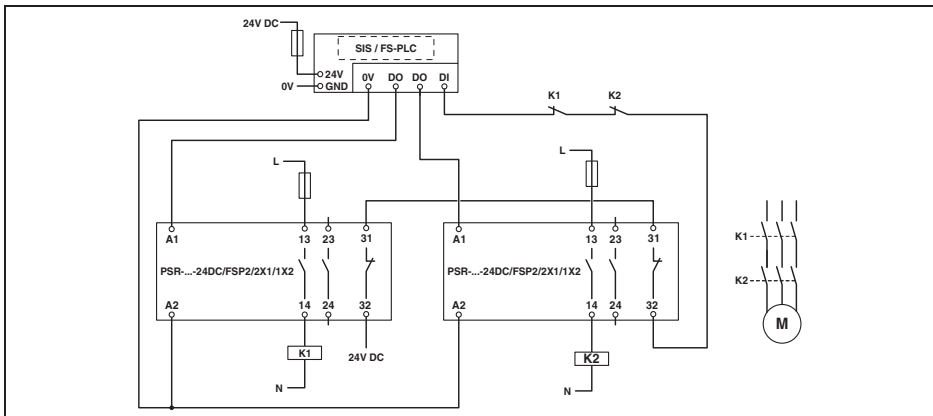 24V DC
SIS / FS-PLC
24V
0V
DO
DO
DI
0V
GND
K1
K2
L
L
A1
13
23
31
A1
13
23
31
PSR-...-24DC/FSP2/2X1/1X2
PSR-...-24DC/FSP2/2X1/1X2
A2
14
24
32
A2
14
24
32
K1
24V DC
K2
N
N
K1
K2
M